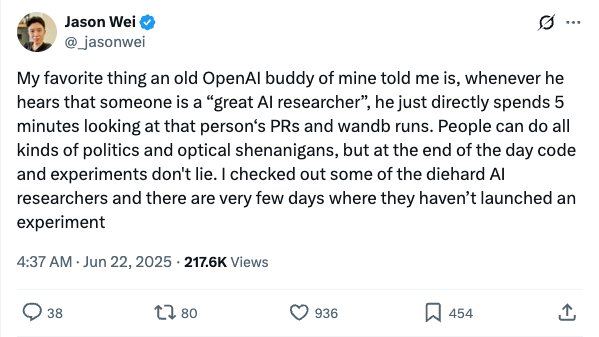 Jason Wei
@_jasonwei
My favorite thing an old OpenAI buddy of mine told me is, whenever he
hears that someone is a “great AI researcher”, he just directly spends 5
minutes looking at that person‘s PRs and wandb runs. People can do all
kinds of politics and optical shenanigans, but at the end of the day code
and experiments don't lie. I checked out some of the diehard AI
researchers and there are very few days where they haven’t launched an
experiment
4:37 AM · Jun 22, 2025 · 217.6K Views
38 80 936 454